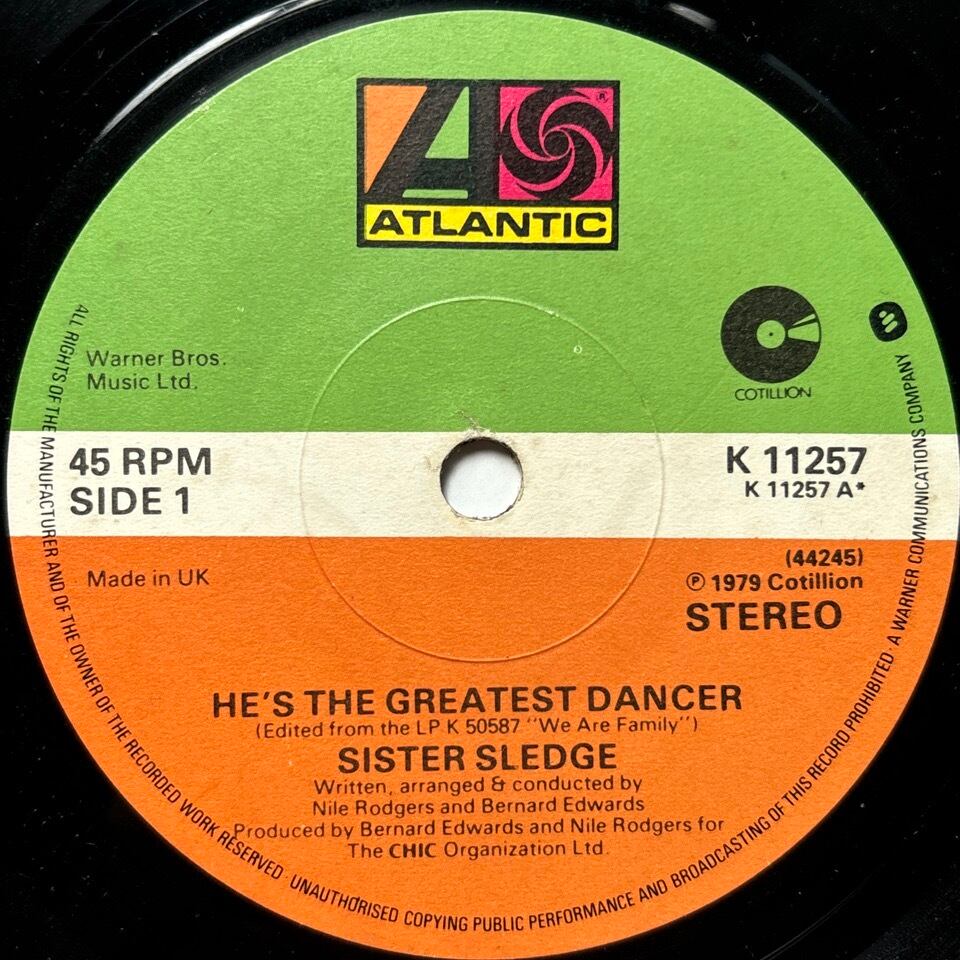 ATLANTIC
COTILLION
Warner Bros.
Music Ltd.
45 RPM
SIDE 1
K 11257
K 11257 A*
Made in UK
(44245)
℗ 1979 Cotillion
STEREO
HE'S THE GREATEST DANCER
(Edited from the LP K 50587 "We Are Family")
SISTER SLEDGE
Written, arranged & conducted by
Nile Rodgers and Bernard Edwards
Produced by Bernard Edwards and Nile Rodgers for
The CHIC Organization Ltd.
ALL RIGHTS OF THE MANUFACTURER AND OF THE OWNER OF THE RECORDED WORK RESERVED · UNAUTHORISED COPYING PUBLIC PERFORMANCE AND BROADCASTING OF THIS RECORD PROHIBITED · A WARNER COMMUNICATIONS COMPANY